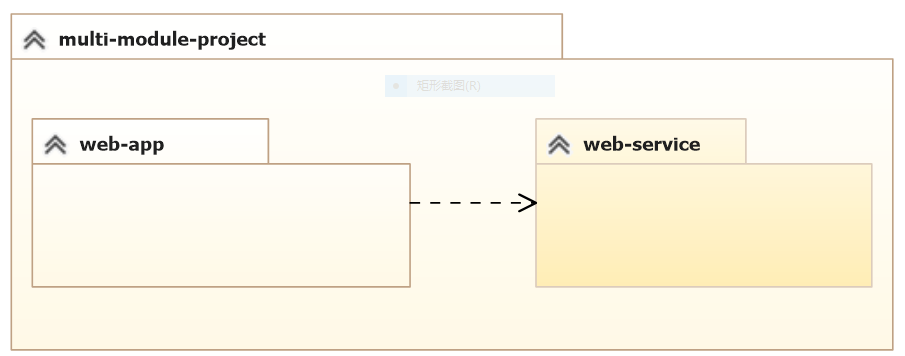 multi-module-project
矩形截图(R)
web-app
web-service